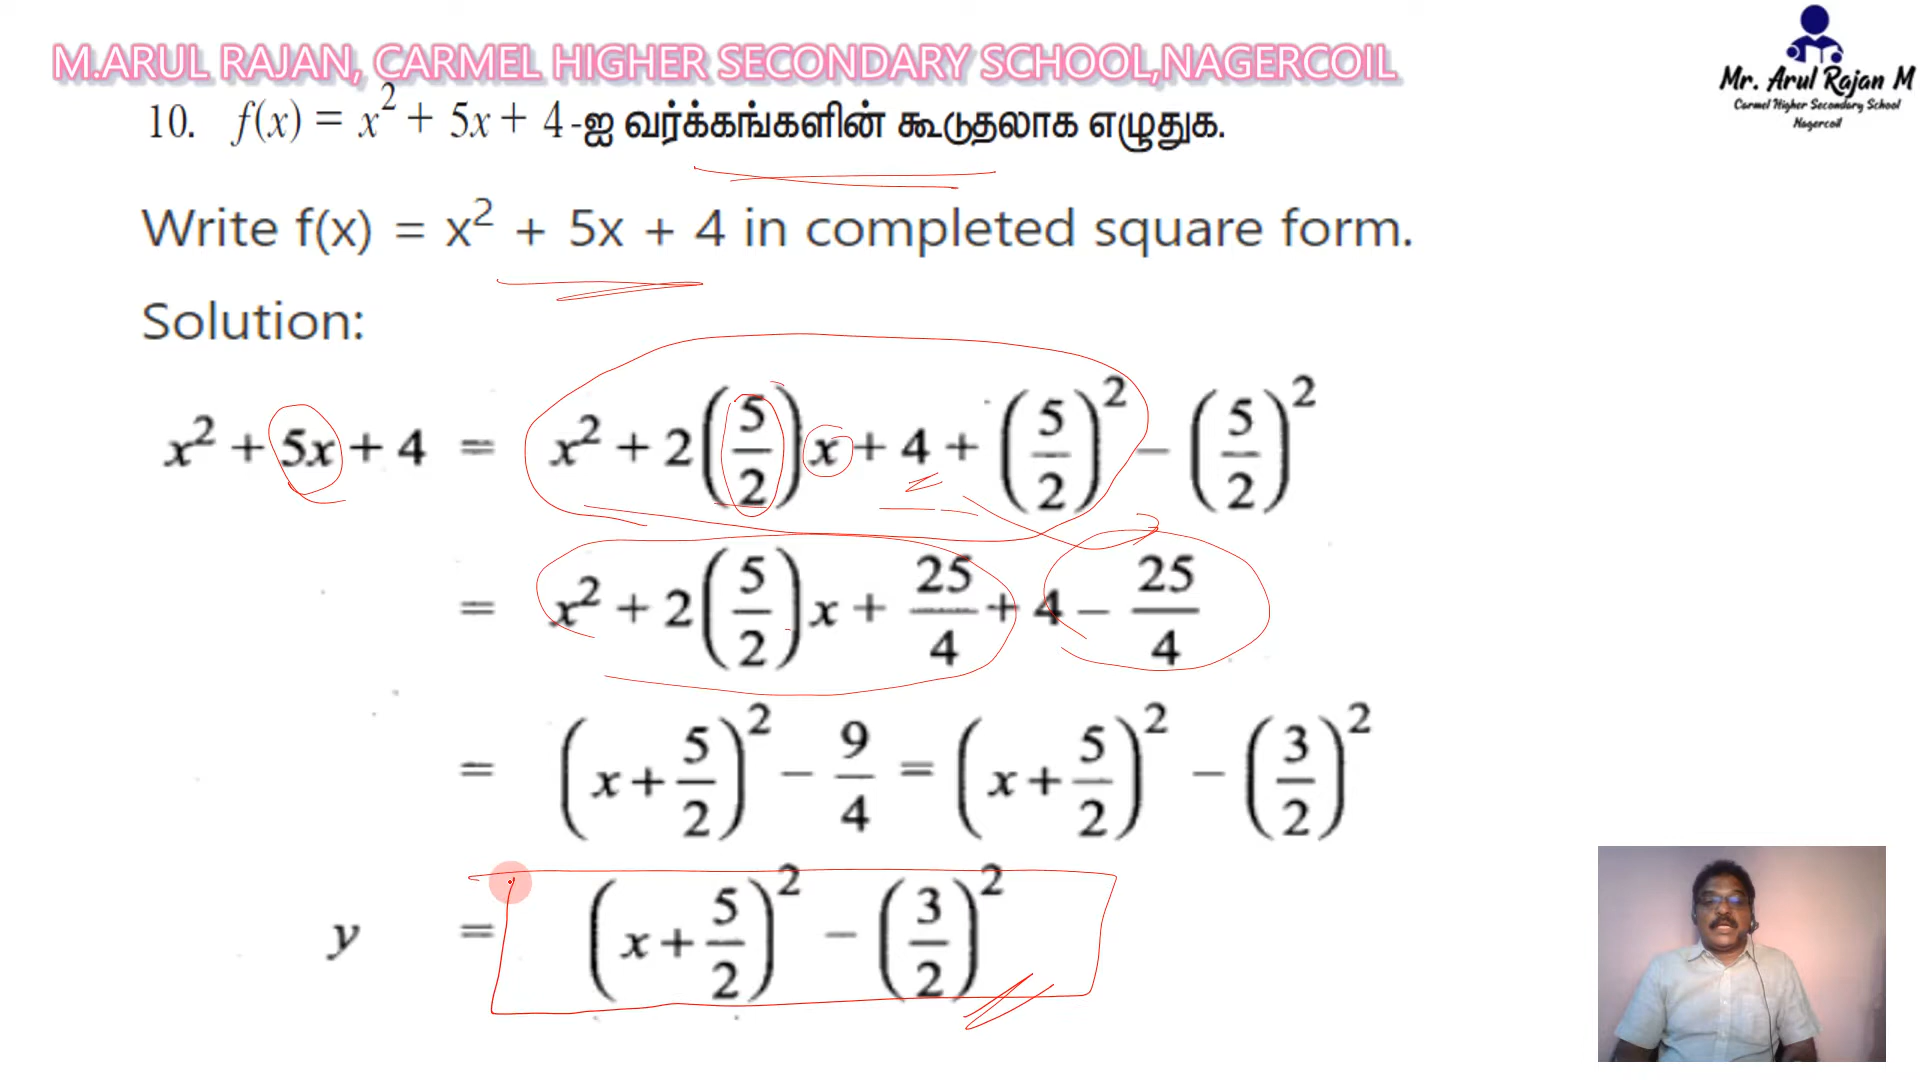 M.ARUL RAJAN, CARMEL HIGHER SECONDARY SCHOOL,NAGERCOIL
Mr. Arul Rajan M
Carmel Higher Secondary School
Nagercoil
10. f(x) = x² + 5x + 4 -ஐ வர்க்கங்களின் கூடுதலாக எழுதுக.
Write f(x) = x² + 5x + 4 in completed square form.
Solution:
x² + 5x + 4 = x² + 2(5/2)x + 4 + (5/2)² − (5/2)²
= x² + 2(5/2)x + 25/4 + 4 − 25/4
= (x + 5/2)² − 9/4 = (x + 5/2)² − (3/2)²
y = (x + 5/2)² − (3/2)²